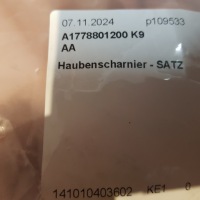 07.11.2024 p109533
A1778801200 K9
AA
Haubenscharnier - SATZ
141010403602 KE1 0